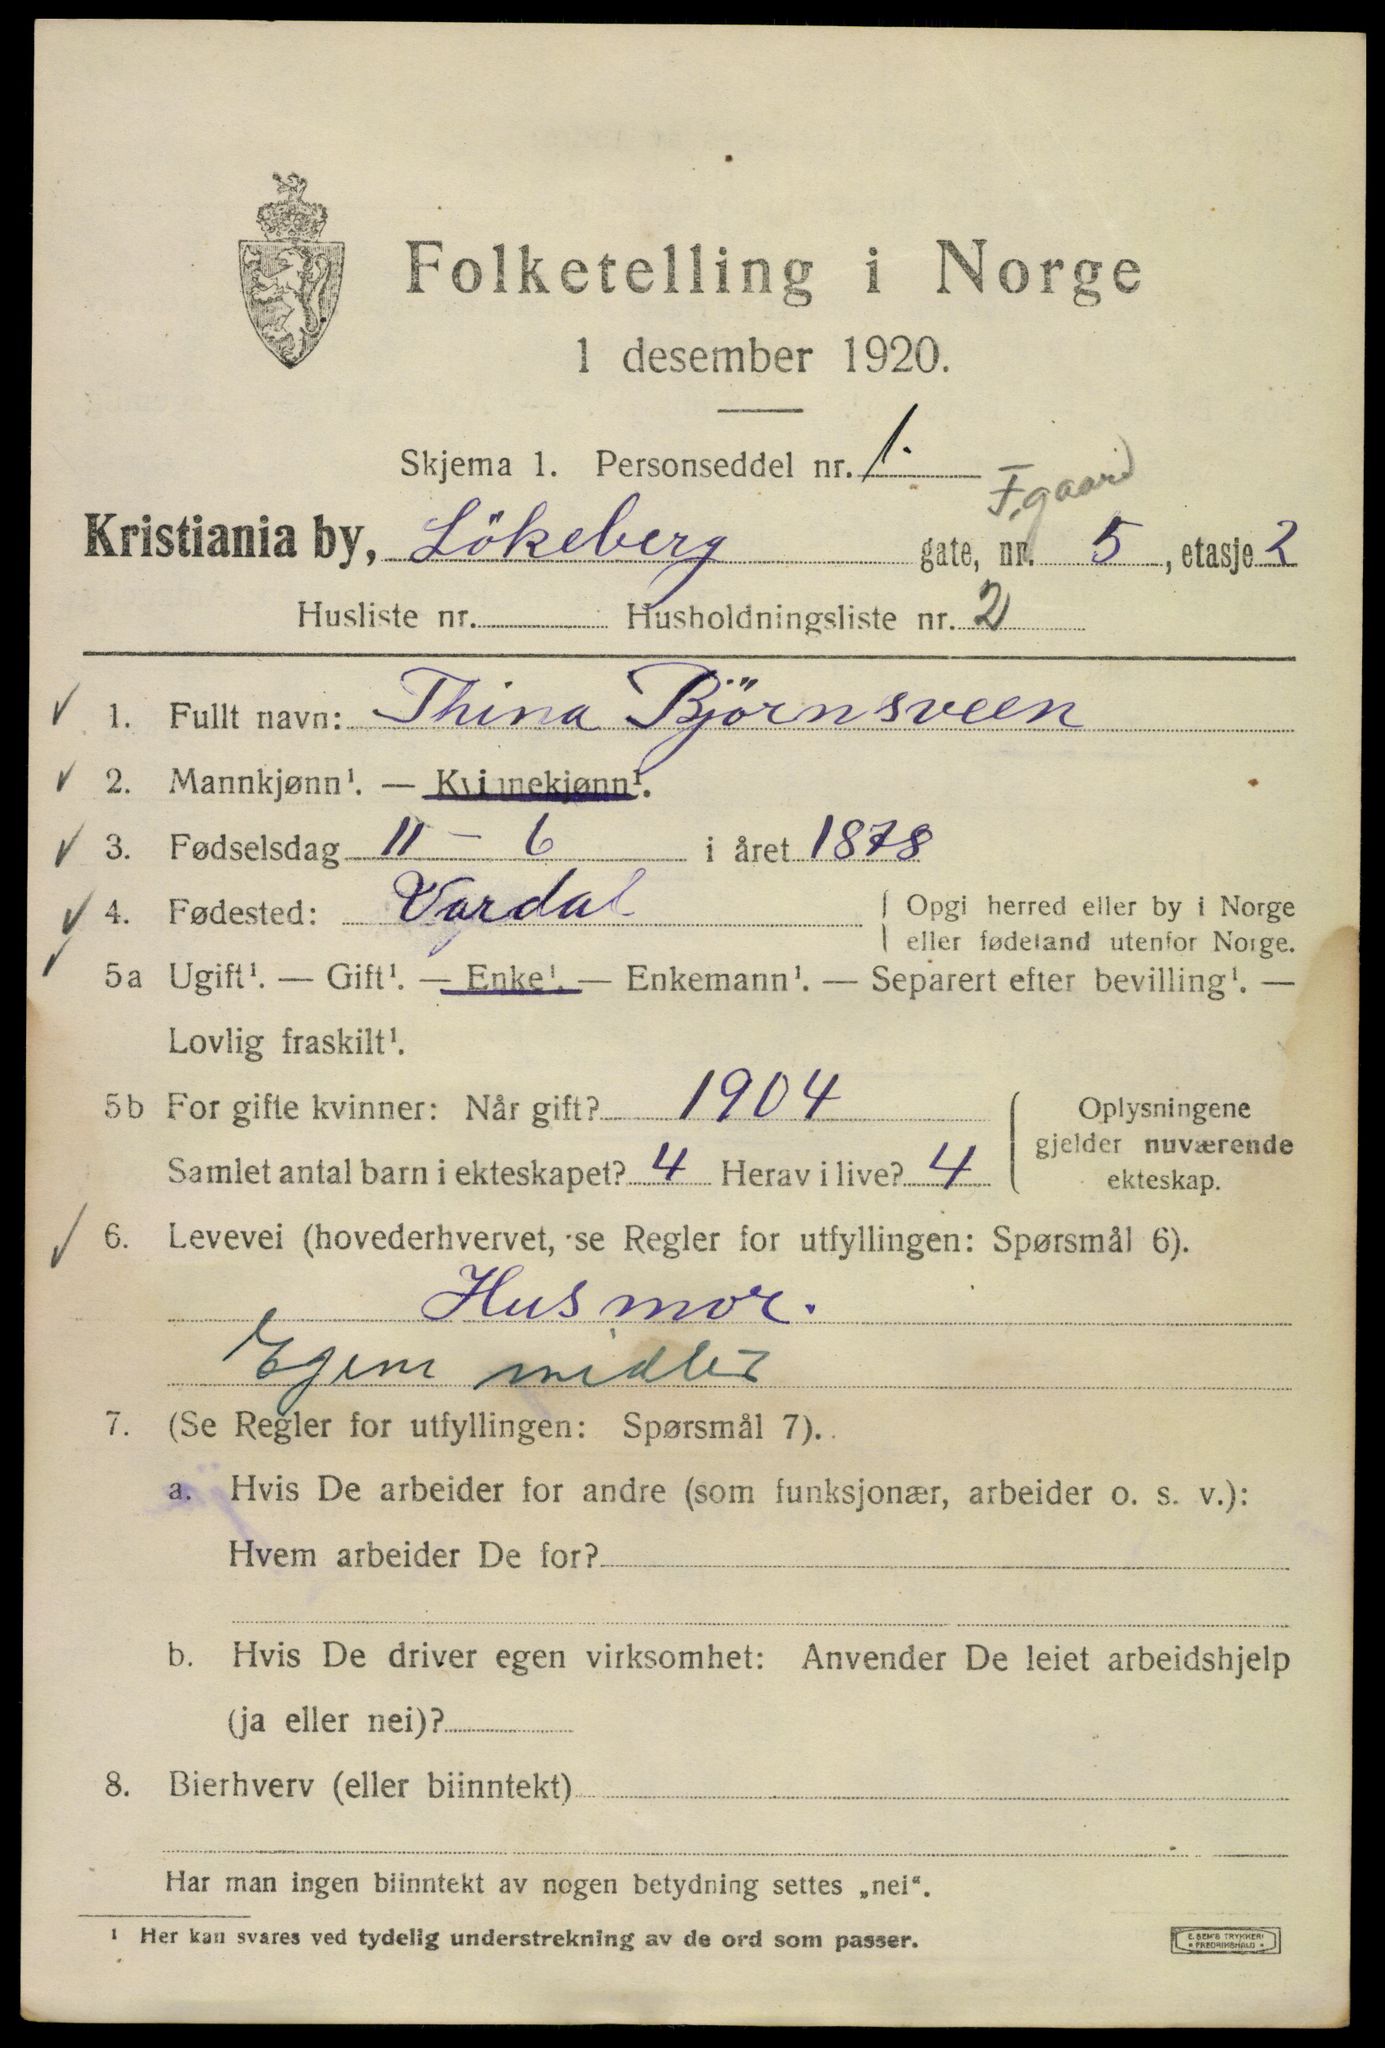 Folketelling i Norge
1 desember 1920.
Skjema 1. Personseddel nr. 1.
F.gaard
Kristiania by, Lökeberg gate, nr. 5, etasje 2
Husliste nr. Husholdningsliste nr. 2
1. Fullt navn: Thina Björnsveen
2. Mannkjønn¹. — Kvinnekjønn¹.
3. Fødselsdag 11 - 6 i året 1878
4. Fødested: Vardal { Opgi herred eller by i Norge
eller fødeland utenfor Norge.
5a Ugift¹. — Gift¹. — Enke¹. — Enkemann¹. — Separert efter bevilling¹. —
Lovlig fraskilt¹.
5b For gifte kvinner: Når gift? 1904 Oplysningene
gjelder nuværende
Samlet antal barn i ekteskapet? 4 Herav i live? 4 ekteskap.
6. Levevei (hovederhvervet, se Regler for utfyllingen: Spørsmål 6).
Husmor.
Egne midler
7. (Se Regler for utfyllingen: Spørsmål 7).
a. Hvis De arbeider for andre (som funksjonær, arbeider o. s. v.):
Hvem arbeider De for?
b. Hvis De driver egen virksomhet: Anvender De leiet arbeidshjelp
(ja eller nei)?
8. Bierhverv (eller biinntekt)
Har man ingen biinntekt av nogen betydning settes „nei“.
¹ Her kan svares ved tydelig understrekning av de ord som passer.
E. SEM'S TRYKKERI
• FREDRIKSHALD •